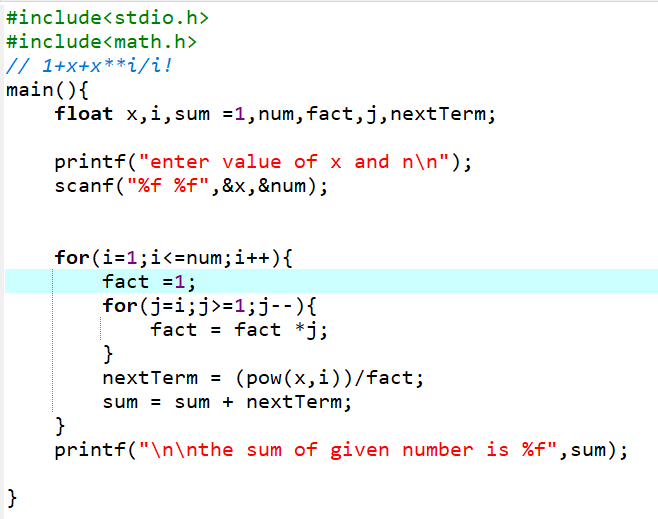 #include<stdio.h>
#include<math.h>
// 1+x+x**i/i!
main(){
float x,i,sum =1,num,fact,j,nextTerm;
printf("enter value of x and n\n");
scanf("%f %f",&x,&num);
for(i=1;i<=num;i++){
fact =1;
for(j=i;j>=1;j--){
fact = fact *j;
}
nextTerm = (pow(x,i))/fact;
sum = sum + nextTerm;
}
printf("\n\nthe sum of given number is %f",sum);
}